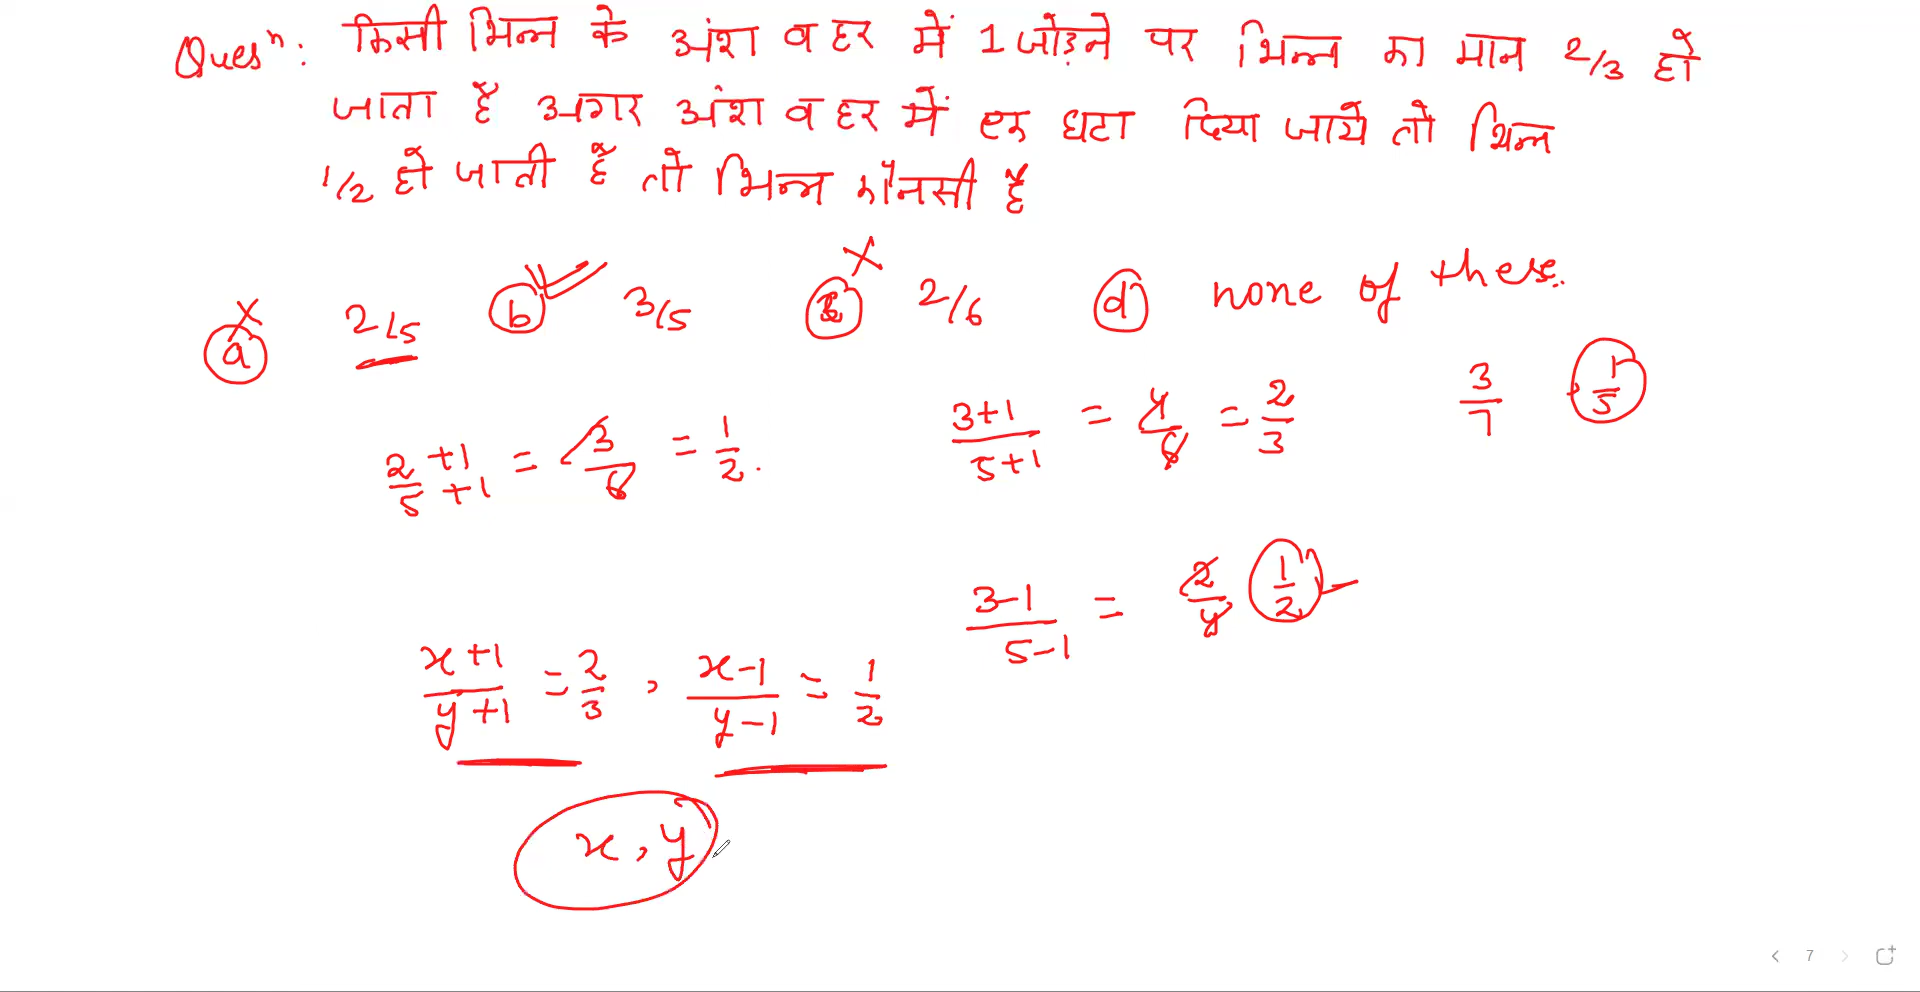 Quesⁿ: किसी भिन्न के अंश व हर में 1 जोड़ने पर भिन्न का मान 2/3 हो
जाता है अगर अंश व हर में एक घटा दिया जाये तो भिन्न
1/2 हो जाती है तो भिन्न कौनसी है
a 2/5 b 3/5 c 2/6 d none of these.
2+1/5+1 = 3/6 = 1/2.
3+1/5+1 = 4/6 = 2/3
3/7 1/5
3-1/5-1 = 2/4 1/2
x+1/y+1 = 2/3 , x-1/y-1 = 1/2
x, y
7